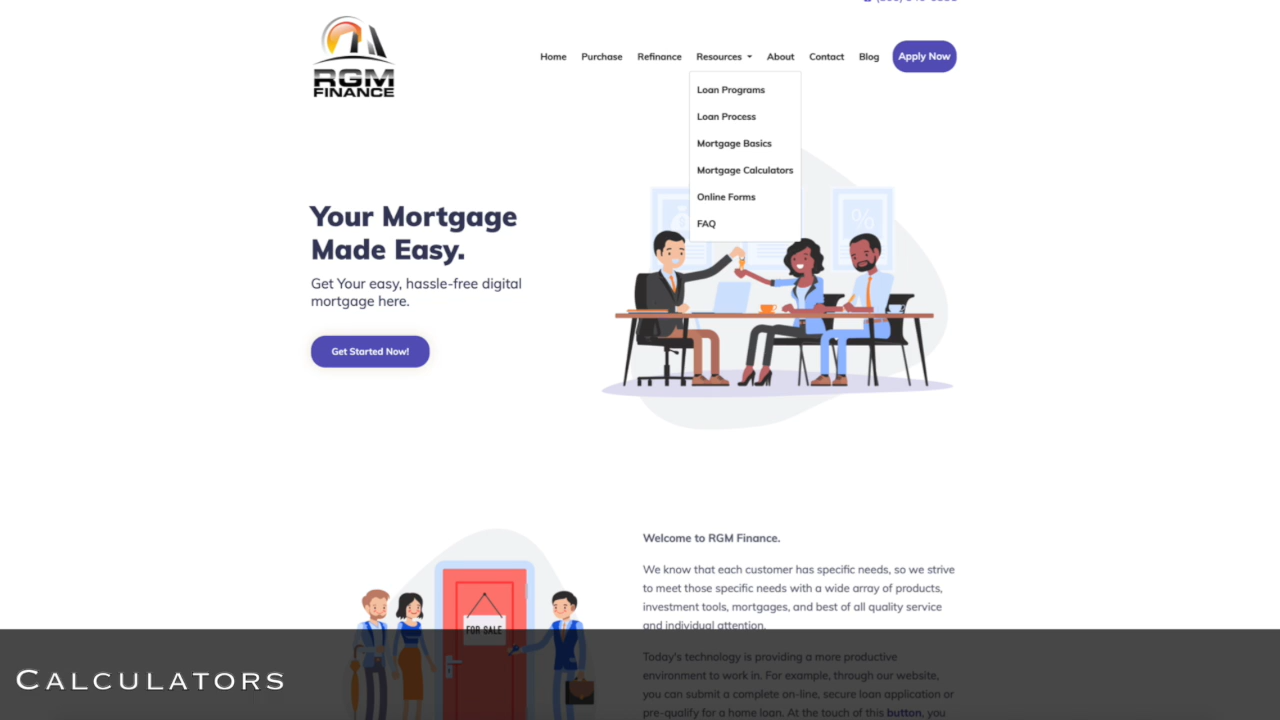 RGM
FINANCE
Home Purchase Refinance Resources About Contact Blog Apply Now
Loan Programs
Loan Process
Mortgage Basics
Mortgage Calculators
Online Forms
FAQ
Your Mortgage
Made Easy.
Get Your easy, hassle-free digital
mortgage here.
Get Started Now!
%
Welcome to RGM Finance.
We know that each customer has specific needs, so we strive
to meet those specific needs with a wide array of products,
investment tools, mortgages, and best of all quality service
and individual attention.
FOR SALE
Today's technology is providing a more productive
environment to work in. For example, through our website,
you can submit a complete on-line, secure loan application or
pre-qualify for a home loan. At the touch of this button, you
Calculators